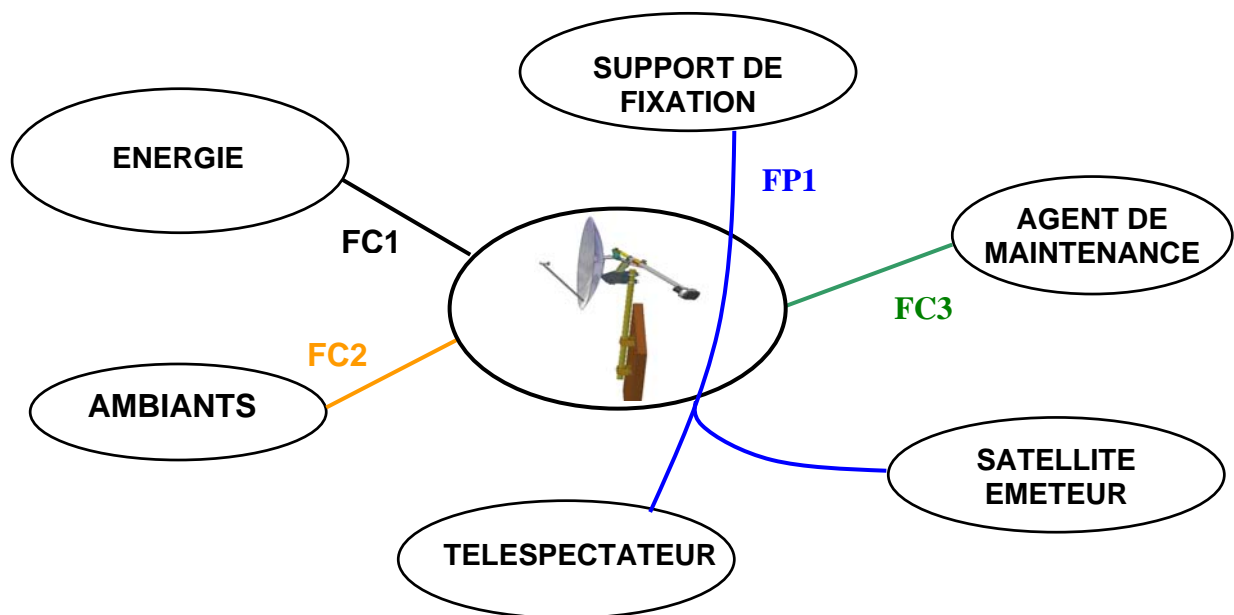 SUPPORT DE
FIXATION
ENERGIE
FP1
AGENT DE
MAINTENANCE
FC1
FC3
FC2
AMBIANTS
SATELLITE
EMETEUR
TELESPECTATEUR